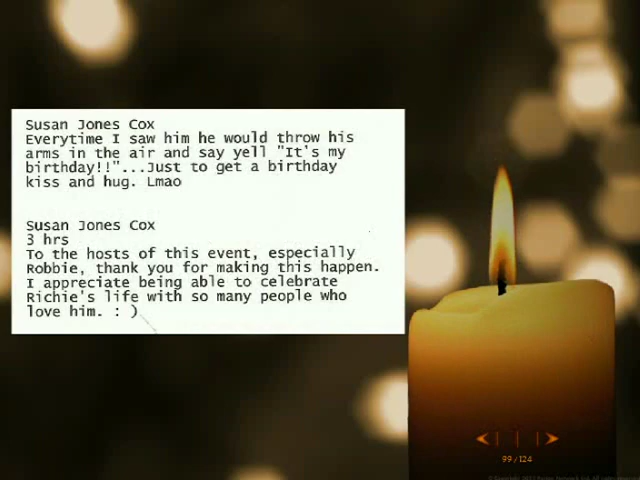 Susan Jones Cox
Everytime I saw him he would throw his
arms in the air and say yell "It's my
birthday!!"...Just to get a birthday
kiss and hug. Lmao
Susan Jones Cox
3 hrs
To the hosts of this event, especially
Robbie, thank you for making this happen.
I appreciate being able to celebrate
Richie's life with so many people who
love him. : )
99/124